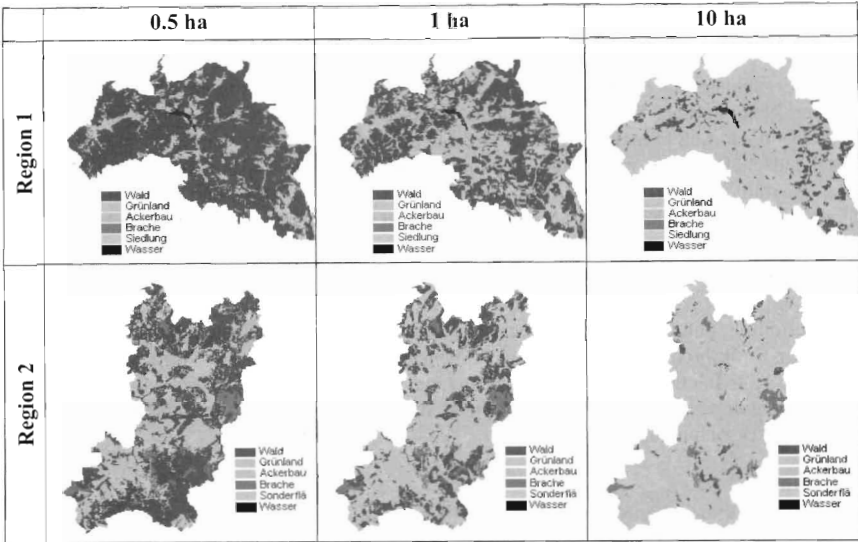 0.5 ha
1 ha
10 ha
Region 1
Wald
Grünland
Ackerbau
Brache
Siedlung
Wasser
Wald
Grünland
Ackerbau
Brache
Siedlung
Wasser
Wald
Grünland
Ackerbau
Brache
Siedlung
Wasser
Region 2
Wald
Grünland
Ackerbau
Brache
Sonderflä
Wasser
Wald
Grünland
Ackerbau
Brache
Sonderflä
Wasser
Wald
Grünland
Ackerbau
Brache
Sonderflä
Wasser